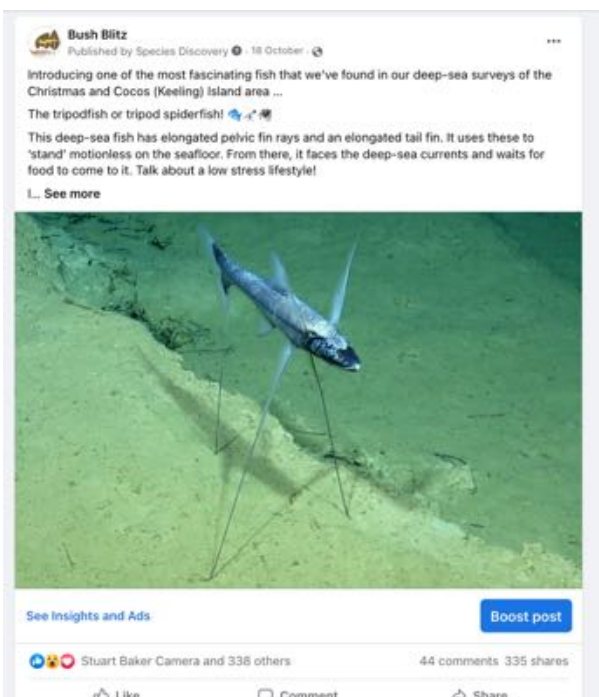 Bush Blitz
Published by Species Discovery · 18 October ·
Introducing one of the most fascinating fish that we've found in our deep-sea surveys of the
Christmas and Cocos (Keeling) Island area ...
The tripodfish or tripod spiderfish!
This deep-sea fish has elongated pelvic fin rays and an elongated tail fin. It uses these to
'stand' motionless on the seafloor. From there, it faces the deep-sea currents and waits for
food to come to it. Talk about a low stress lifestyle!
I... See more
See Insights and Ads
Boost post
Stuart Baker Camera and 338 others
44 comments 335 shares
Like
Comment
Share